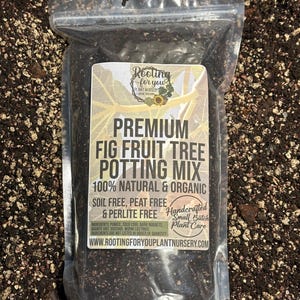 Rooting
for you
PREMIUM
FIG FRUIT TREE
POTTING MIX
100% NATURAL & ORGANIC
SOIL FREE, PEAT FREE
& PERLITE FREE
Handcrafted
Small Batch
Plant Care
WWW.ROOTINGFORYOUPLANTNURSERY.COM